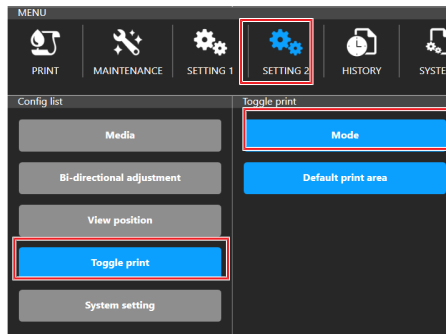 MENU
PRINT
MAINTENANCE
SETTING 1
SETTING 2
HISTORY
SYSTE
Config list
Toggle print
Media
Mode
Bi-directional adjustment
Default print area
View position
Toggle print
System setting